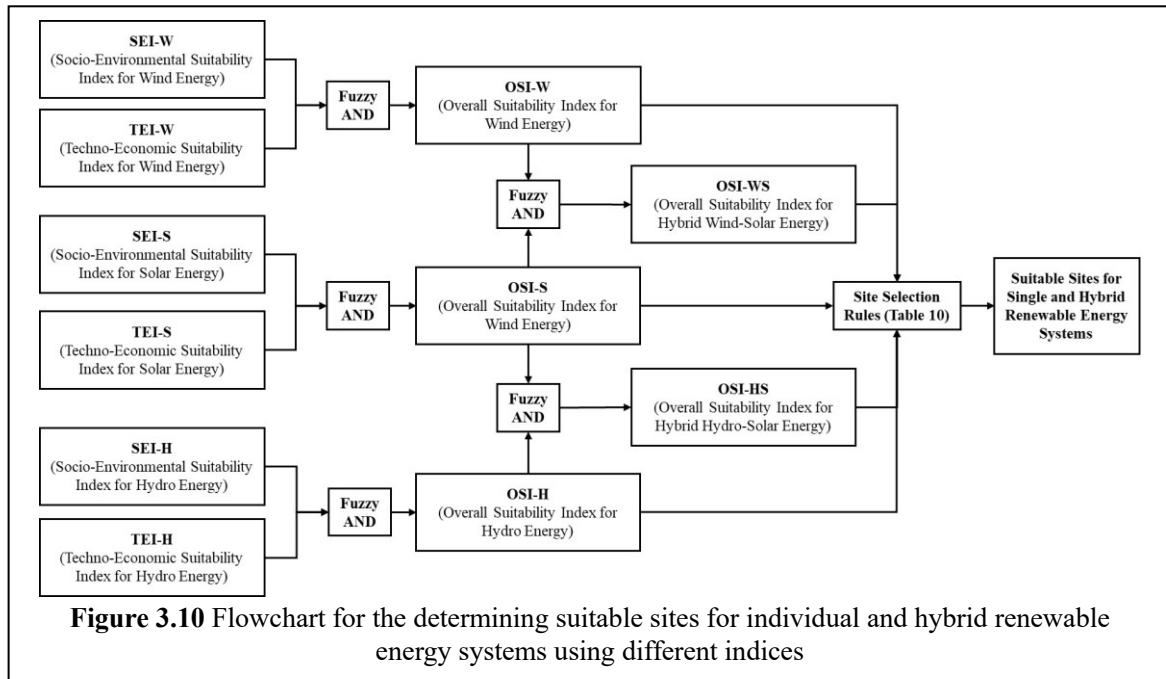 SEI-W
(Socio-Environmental Suitability
Index for Wind Energy)
TEI-W
(Techno-Economic Suitability
Index for Wind Energy)
Fuzzy
AND
OSI-W
(Overall Suitability Index for
Wind Energy)
Fuzzy
AND
OSI-WS
(Overall Suitability Index for
Hybrid Wind-Solar Energy)
SEI-S
(Socio-Environmental Suitability
Index for Solar Energy)
TEI-S
(Techno-Economic Suitability
Index for Solar Energy)
Fuzzy
AND
OSI-S
(Overall Suitability Index for
Wind Energy)
Site Selection
Rules (Table 10)
Suitable Sites for
Single and Hybrid
Renewable Energy
Systems
Fuzzy
AND
OSI-HS
(Overall Suitability Index for
Hybrid Hydro-Solar Energy)
SEI-H
(Socio-Environmental Suitability
Index for Hydro Energy)
TEI-H
(Techno-Economic Suitability
Index for Hydro Energy)
Fuzzy
AND
OSI-H
(Overall Suitability Index for
Hydro Energy)
Figure 3.10 Flowchart for the determining suitable sites for individual and hybrid renewable
energy systems using different indices